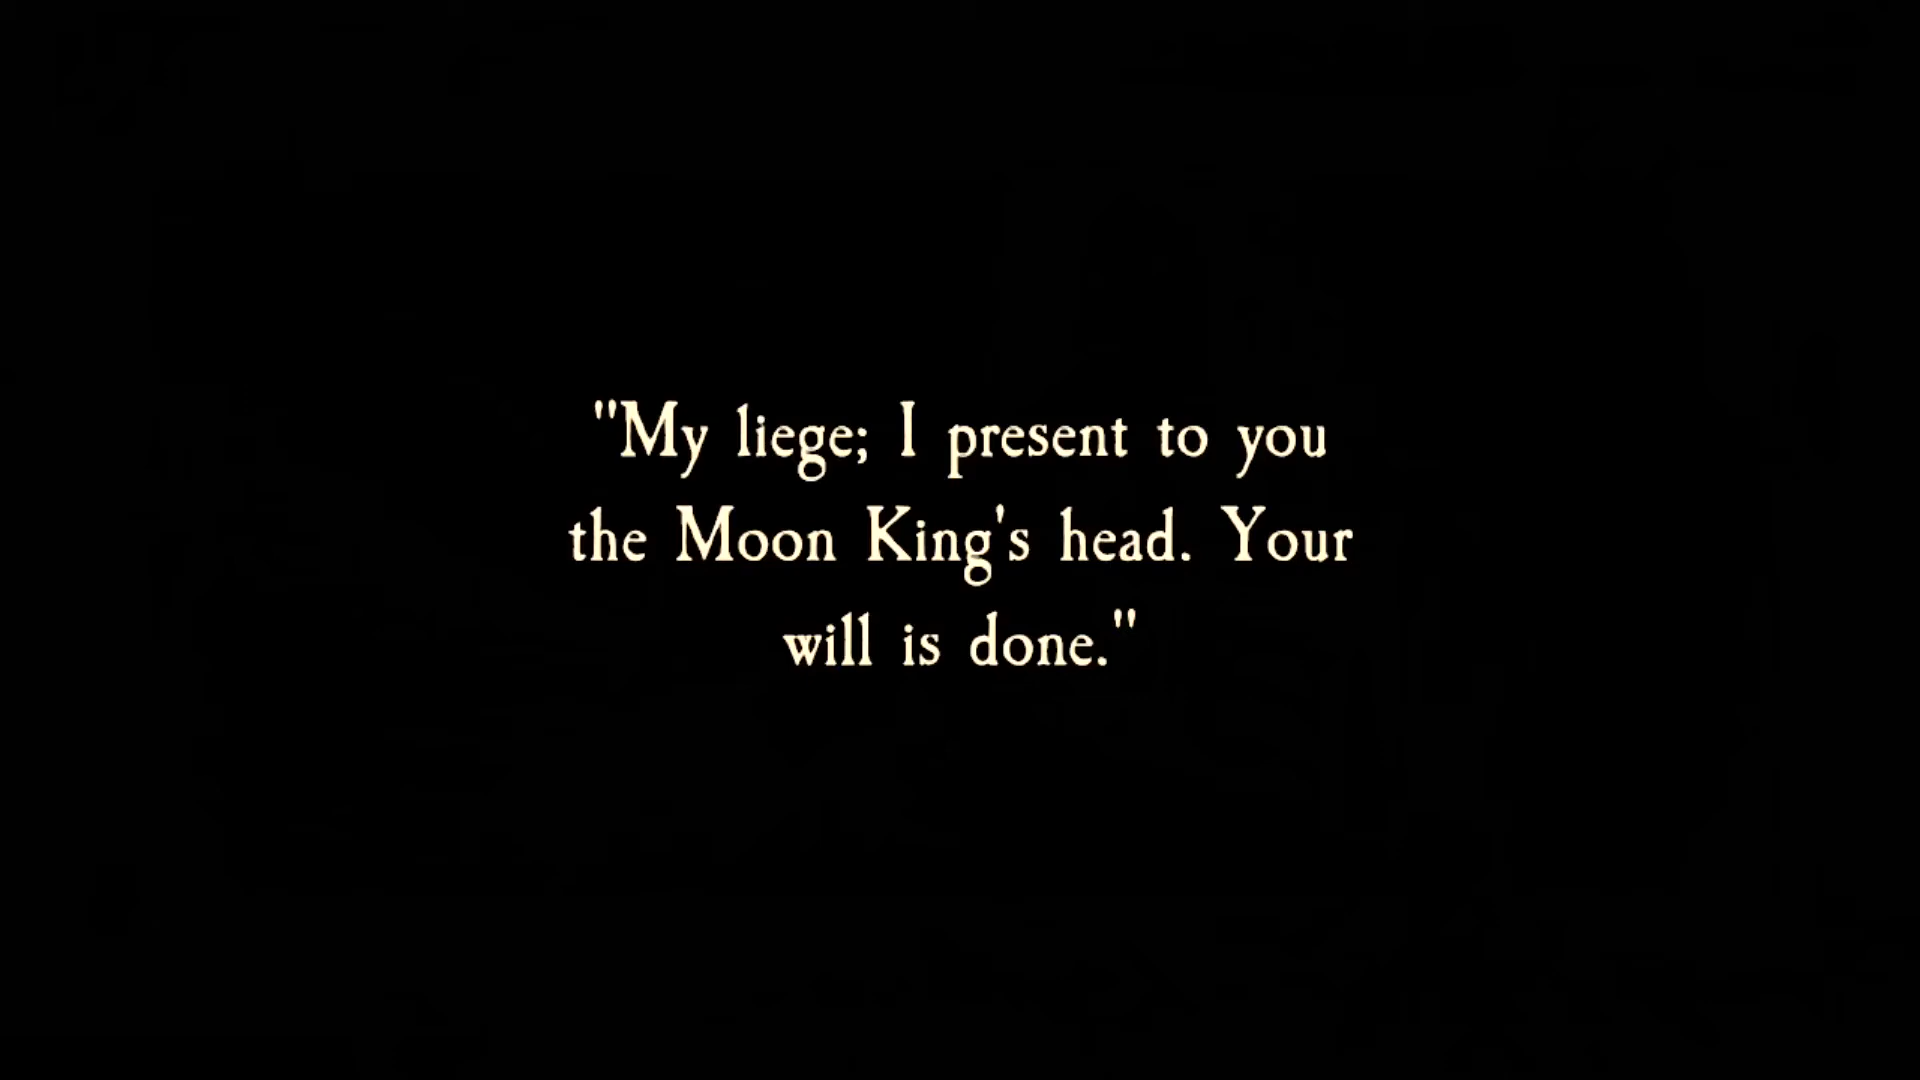 "My liege; I present to you
the Moon King's head. Your
will is done."